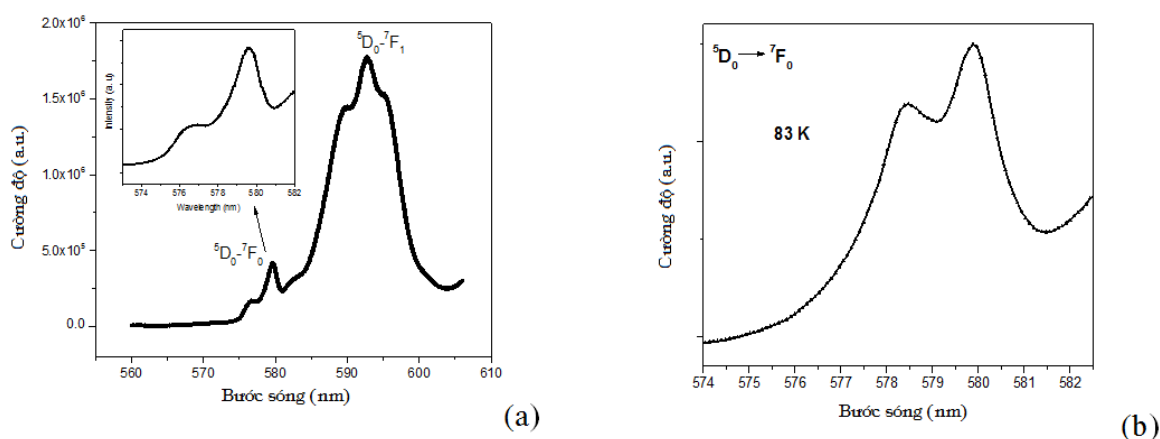 2.0x10⁶
1.5x10⁶
1.0x10⁶
5.0x10⁵
0.0
Cường độ (a.u.)
⁵D₀-⁷F₁
⁵D₀-⁷F₀
Intensity (a. u)
574 576 578 580 582
Wavelength (nm)
560 570 580 590 600 610
Bước sóng (nm)
(a)
⁵D₀ → ⁷F₀
83 K
Cường độ (a.u.)
574 575 576 577 578 579 580 581 582
Bước sóng (nm)
(b)